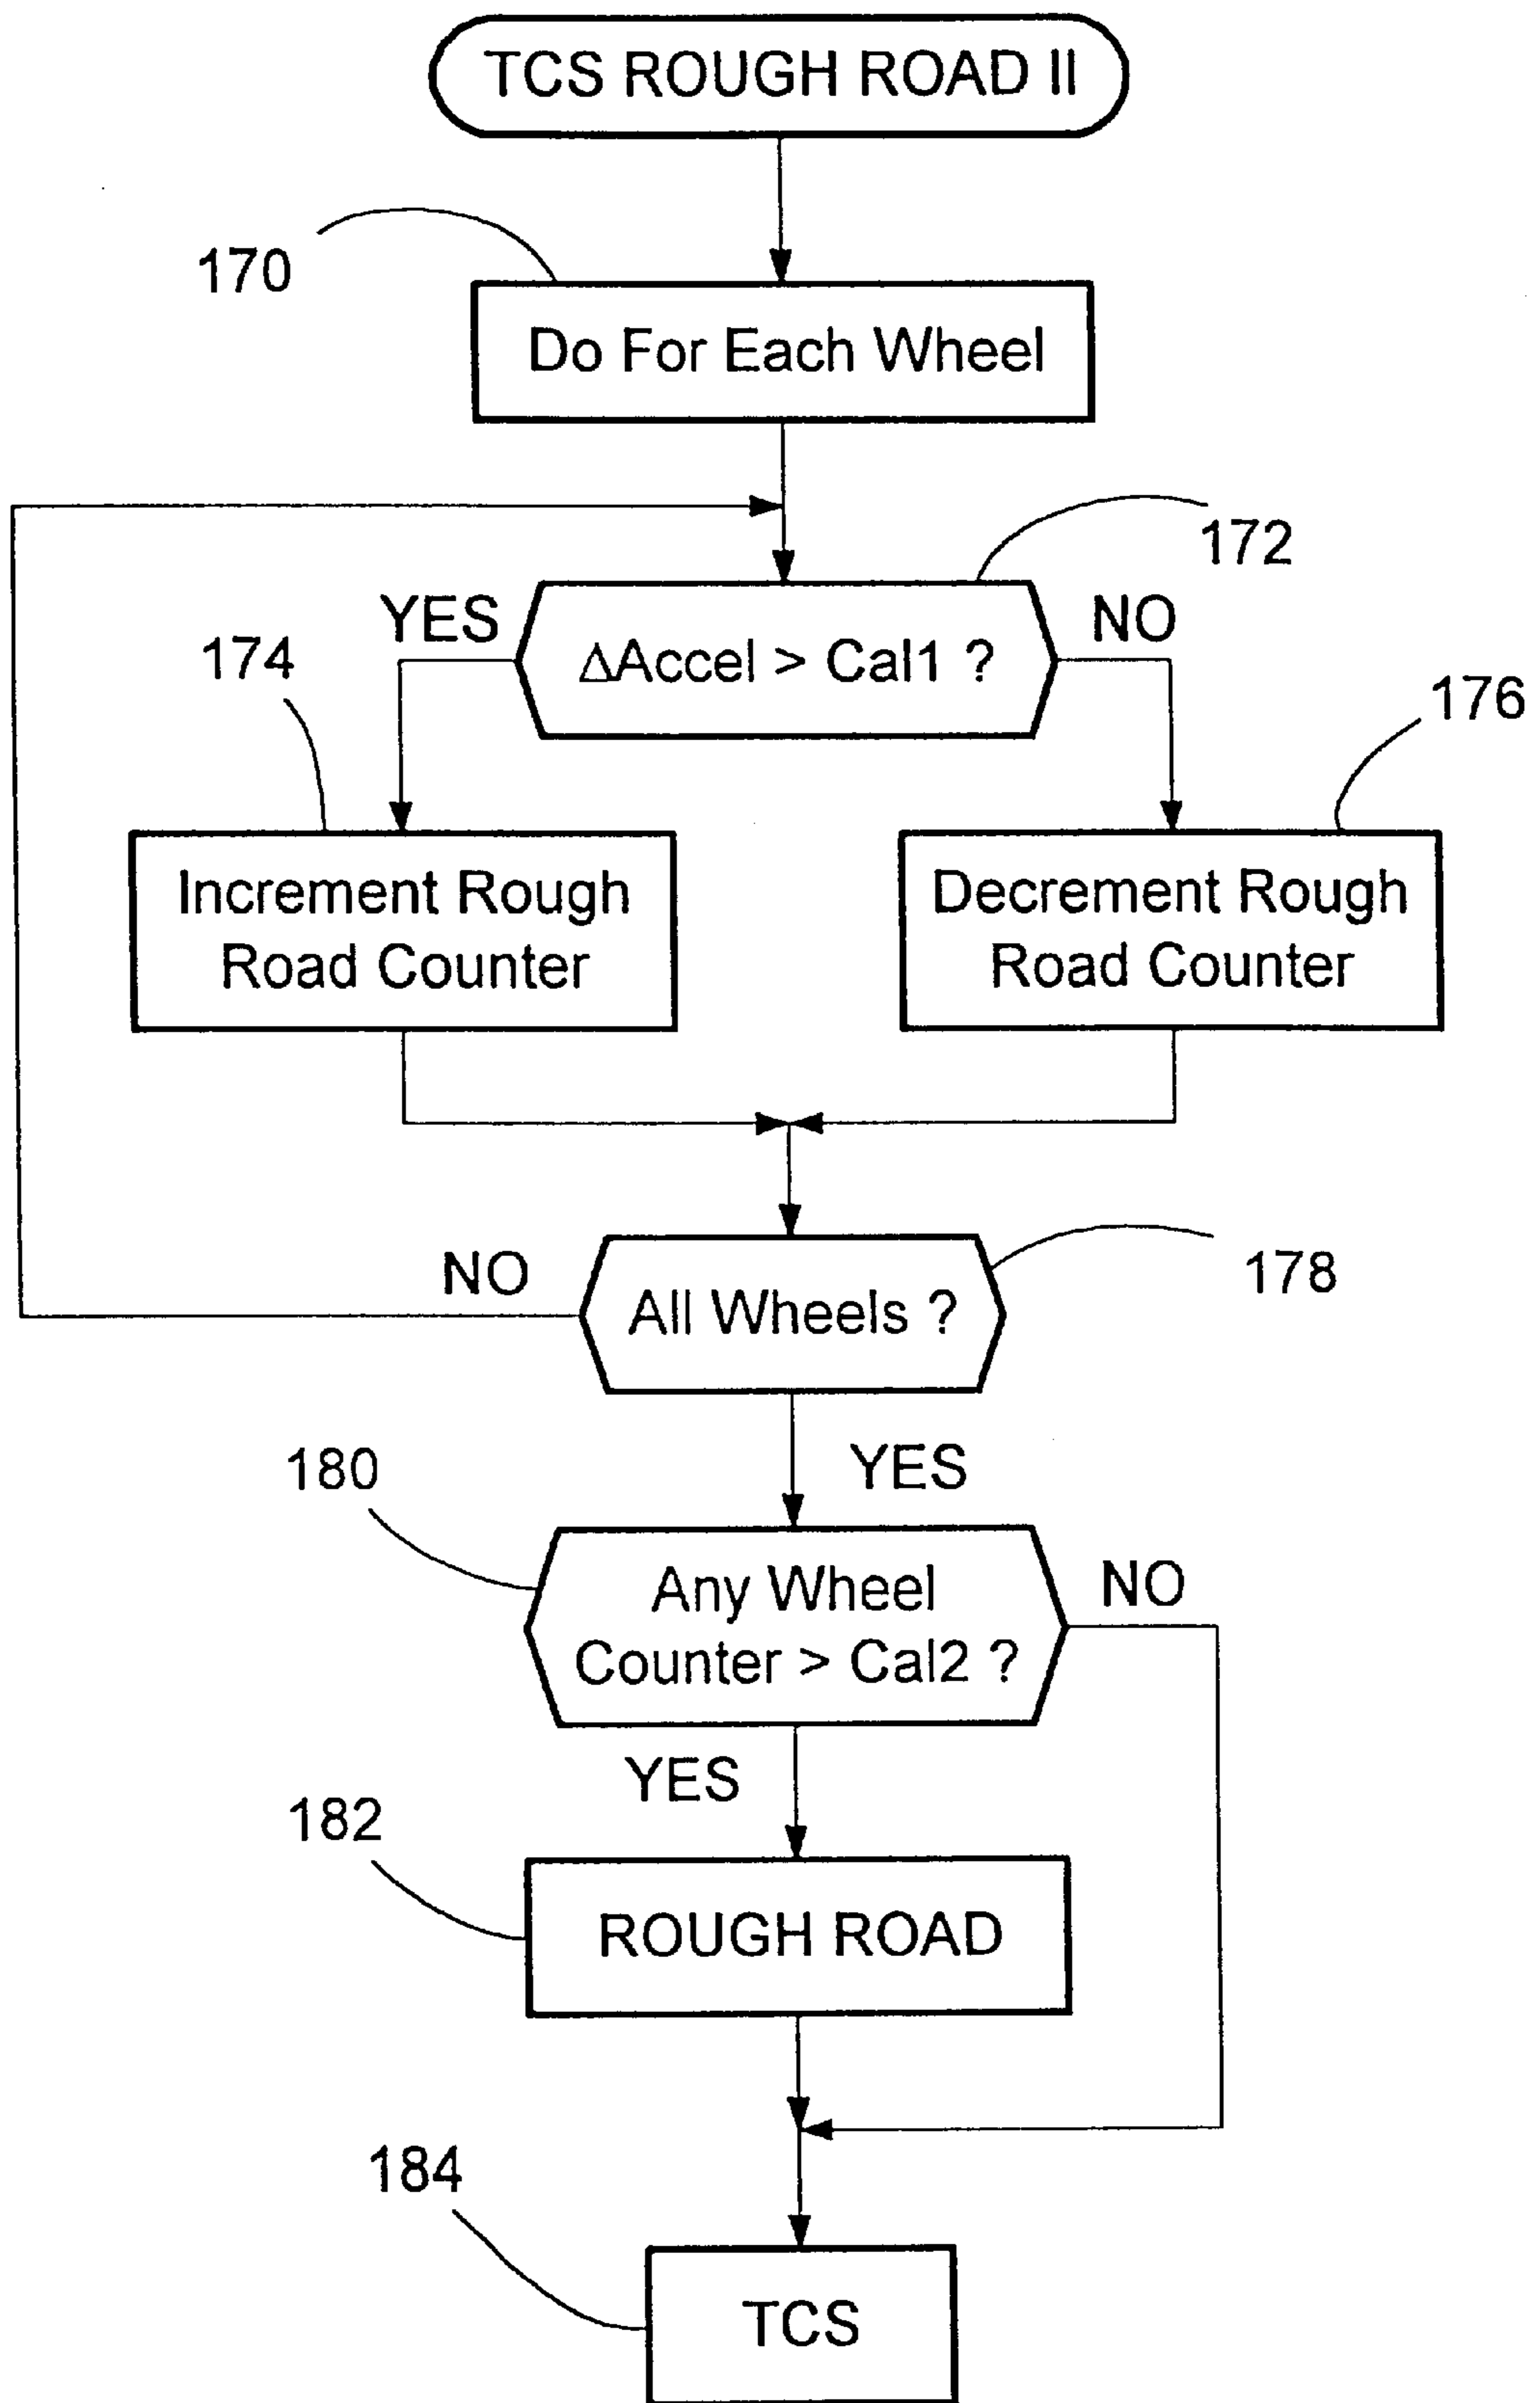 TCS ROUGH ROAD II
170
Do For Each Wheel
172
YES
NO
174
ΔAccel > Cal1 ?
176
Increment Rough
Road Counter
Decrement Rough
Road Counter
NO
178
All Wheels ?
YES
180
Any Wheel
Counter > Cal2 ?
NO
YES
182
ROUGH ROAD
184
TCS